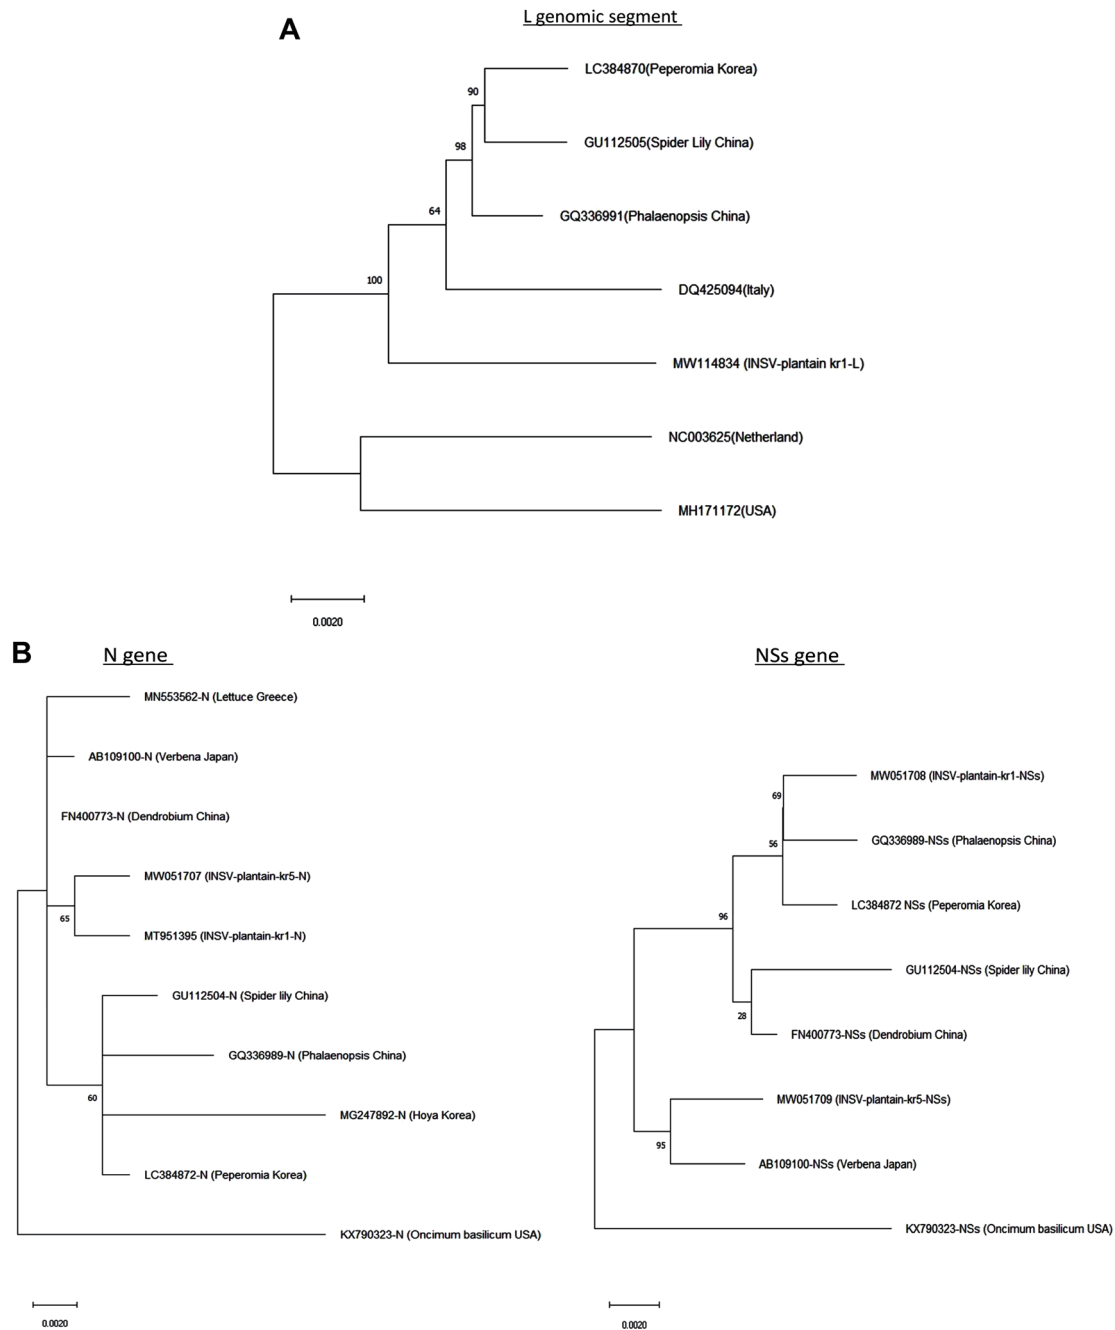 A
L genomic segment
LC384870(Peperomia Korea)
90
GU112505(Spider Lily China)
98
GQ336991(Phalaenopsis China)
64
DQ425094(Italy)
100
MW114834 (INSV-plantain kr1-L)
NC003625(Netherland)
MH171172(USA)
0.0020
B
N gene
MN553562-N (Lettuce Greece)
AB109100-N (Verbena Japan)
FN400773-N (Dendrobium China)
MW051707 (INSV-plantain-kr5-N)
65
MT951395 (INSV-plantain-kr1-N)
GU112504-N (Spider lily China)
GQ336989-N (Phalaenopsis China)
60
MG247892-N (Hoya Korea)
LC384872-N (Peperomia Korea)
KX790323-N (Oncimum basilicum USA)
0.0020
NSs gene
MW051708 (INSV-plantain-kr1-NSs)
69
GQ336989-NSs (Phalaenopsis China)
56
LC384872 NSs (Peperomia Korea)
96
GU112504-NSs (Spider lily China)
28
FN400773-NSs (Dendrobium China)
MW051709 (INSV-plantain-kr5-NSs)
95
AB109100-NSs (Verbena Japan)
KX790323-NSs (Oncimum basilicum USA)
0.0020